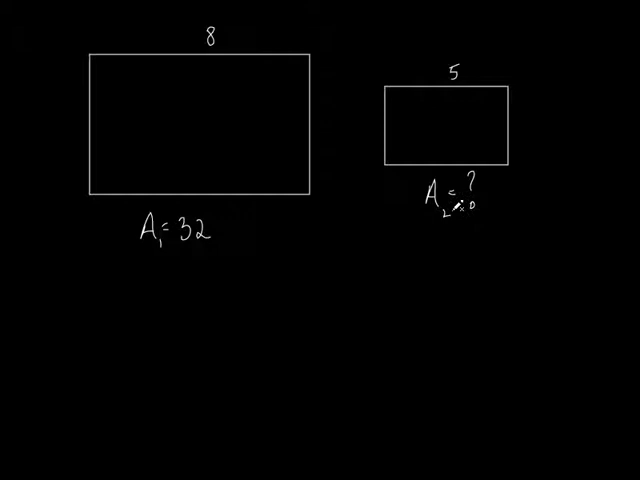 8
5
A₂ = ?
A₁ = 32